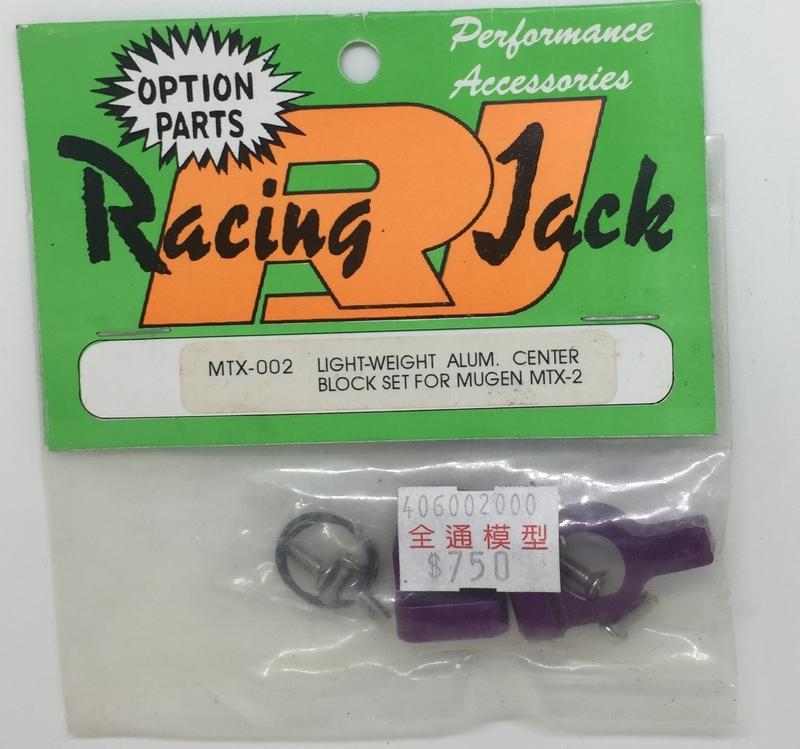 Performance
Accessories
OPTION
PARTS
RJ
Racing Jack
MTX-002 LIGHT-WEIGHT ALUM. CENTER
BLOCK SET FOR MUGEN MTX-2
406002000
全通模型
$750